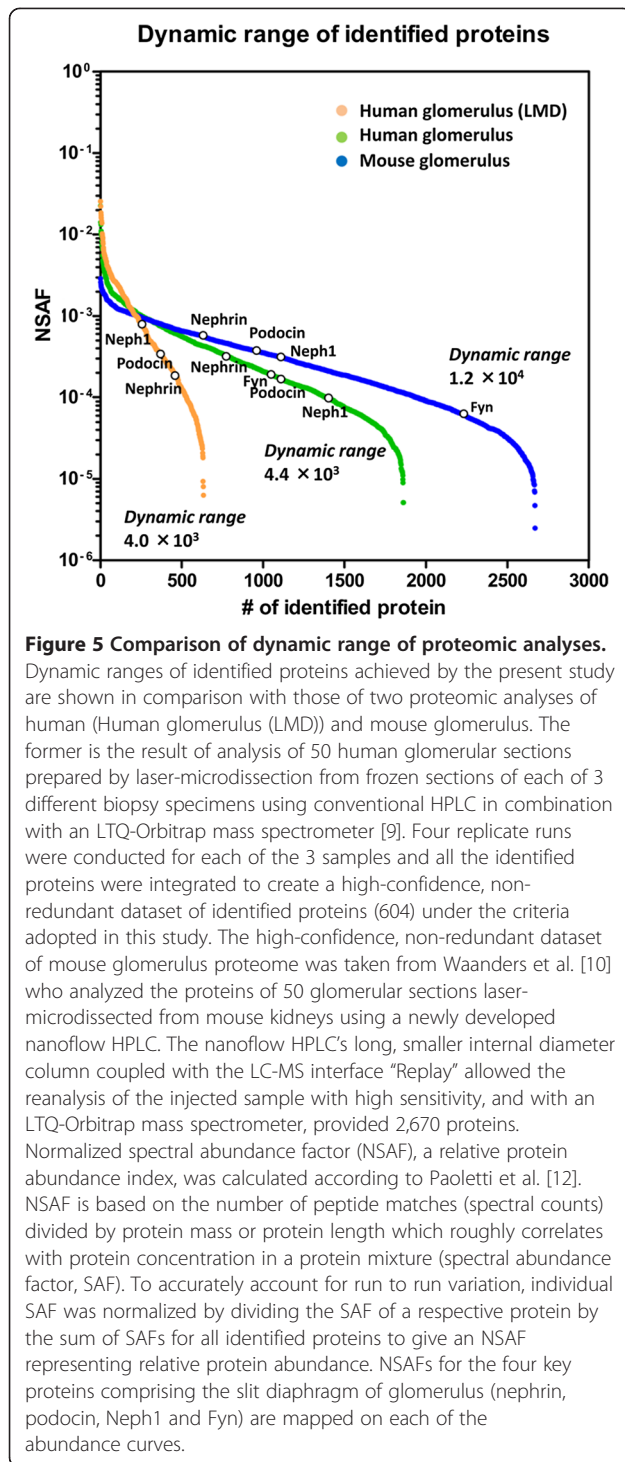 Dynamic range of identified proteins
10⁰
10⁻¹
10⁻²
10⁻³
10⁻⁴
10⁻⁵
10⁻⁶
NSAF
Human glomerulus (LMD)
Human glomerulus
Mouse glomerulus
Neph1
Podocin
Nephrin
Nephrin
Fyn
Podocin
Neph1
Nephrin
Podocin
Neph1
Fyn
Dynamic range
1.2 ×10⁴
Dynamic range
4.4 ×10³
Dynamic range
4.0 ×10³
0
500
1000
1500
2000
2500
3000
# of identified protein
Figure 5 Comparison of dynamic range of proteomic analyses.
Dynamic ranges of identified proteins achieved by the present study
are shown in comparison with those of two proteomic analyses of
human (Human glomerulus (LMD)) and mouse glomerulus. The
former is the result of analysis of 50 human glomerular sections
prepared by laser-microdissection from frozen sections of each of 3
different biopsy specimens using conventional HPLC in combination
with an LTQ-Orbitrap mass spectrometer [9]. Four replicate runs
were conducted for each of the 3 samples and all the identified
proteins were integrated to create a high-confidence, non-
redundant dataset of identified proteins (604) under the criteria
adopted in this study. The high-confidence, non-redundant dataset
of mouse glomerulus proteome was taken from Waanders et al. [10]
who analyzed the proteins of 50 glomerular sections laser-
microdissected from mouse kidneys using a newly developed
nanoflow HPLC. The nanoflow HPLC's long, smaller internal diameter
column coupled with the LC-MS interface “Replay” allowed the
reanalysis of the injected sample with high sensitivity, and with an
LTQ-Orbitrap mass spectrometer, provided 2,670 proteins.
Normalized spectral abundance factor (NSAF), a relative protein
abundance index, was calculated according to Paoletti et al. [12].
NSAF is based on the number of peptide matches (spectral counts)
divided by protein mass or protein length which roughly correlates
with protein concentration in a protein mixture (spectral abundance
factor, SAF). To accurately account for run to run variation, individual
SAF was normalized by dividing the SAF of a respective protein by
the sum of SAFs for all identified proteins to give an NSAF
representing relative protein abundance. NSAFs for the four key
proteins comprising the slit diaphragm of glomerulus (nephrin,
podocin, Neph1 and Fyn) are mapped on each of the
abundance curves.